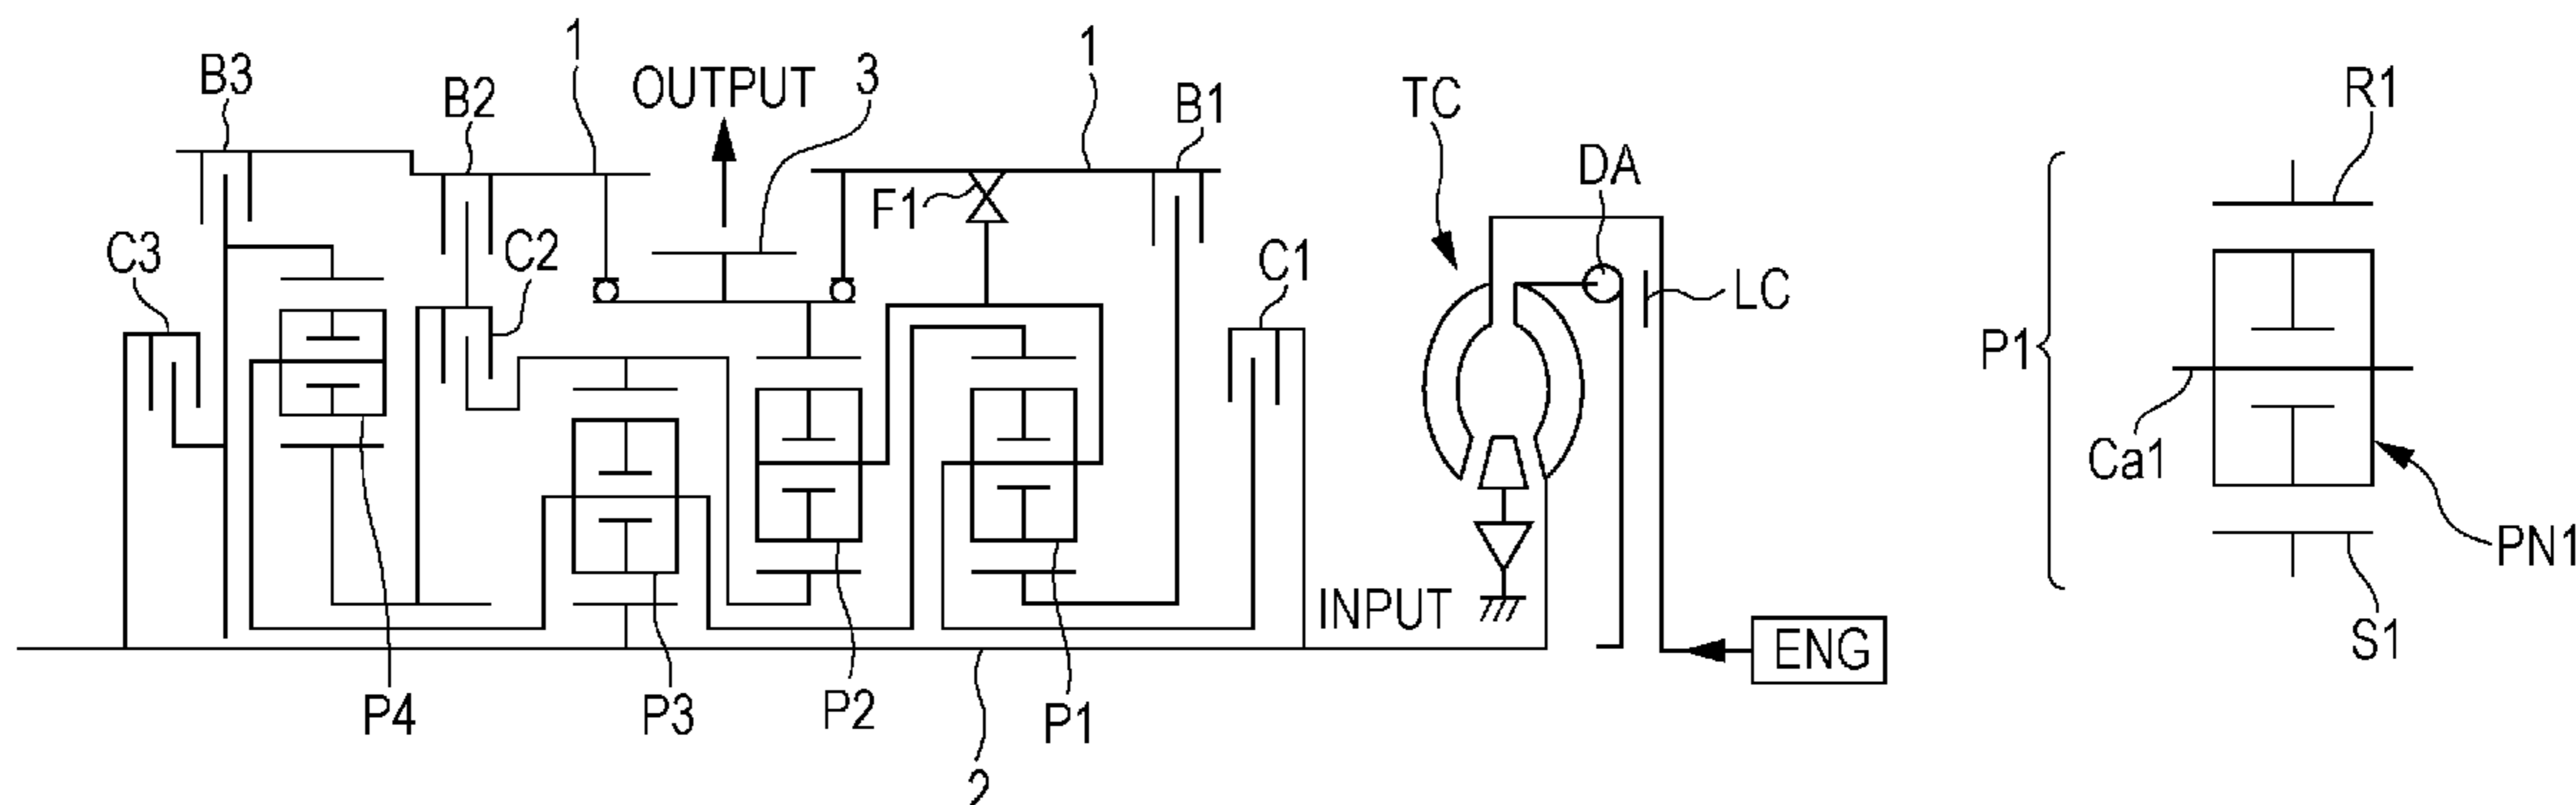 B3
B2
1
OUTPUT
3
1
B1
TC
DA
R1
F1
C3
C2
C1
LC
P1
Ca1
PN1
INPUT
ENG
S1
P4
P3
P2
P1
2